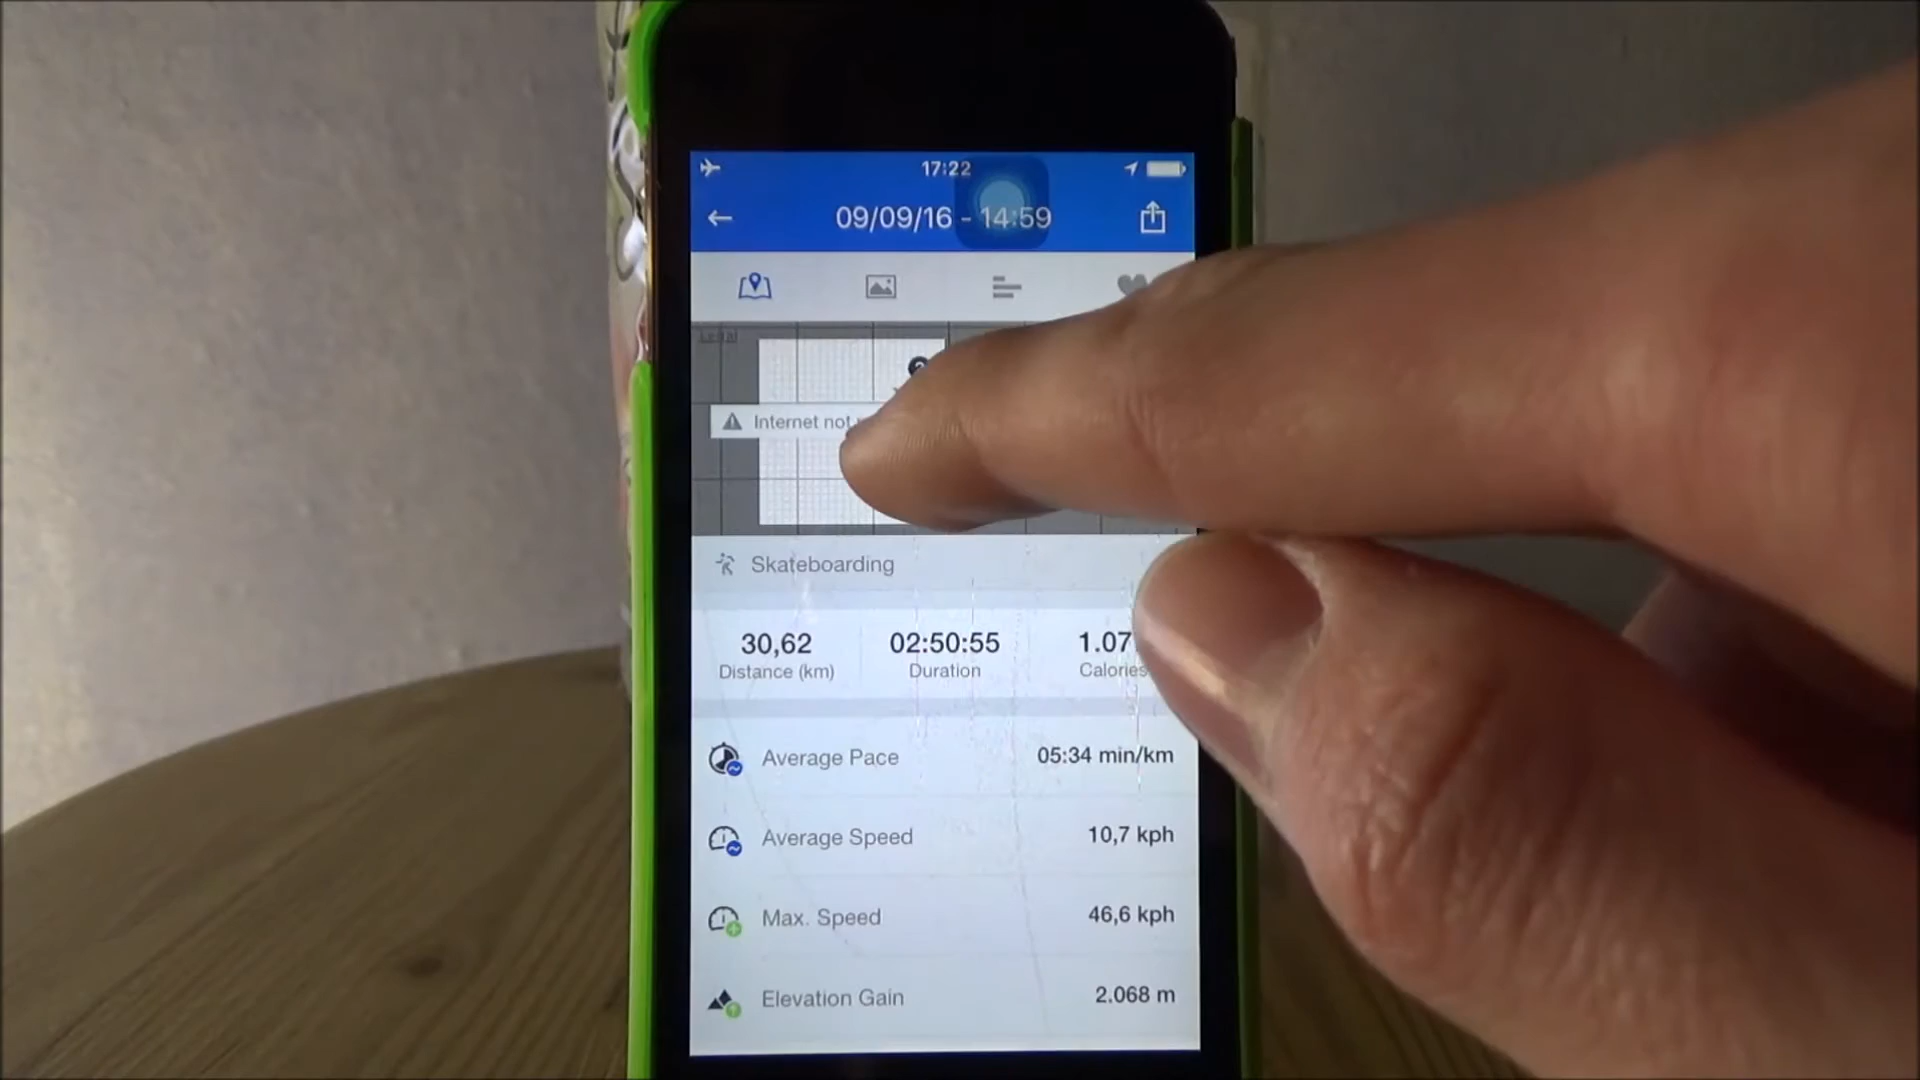 17:22
09/09/16 - 14:59
Legal
Internet not
Skateboarding
30,62 02:50:55 1.07
Distance (km) Duration Calories
Average Pace 05:34 min/km
Average Speed 10,7 kph
Max. Speed 46,6 kph
Elevation Gain 2.068 m